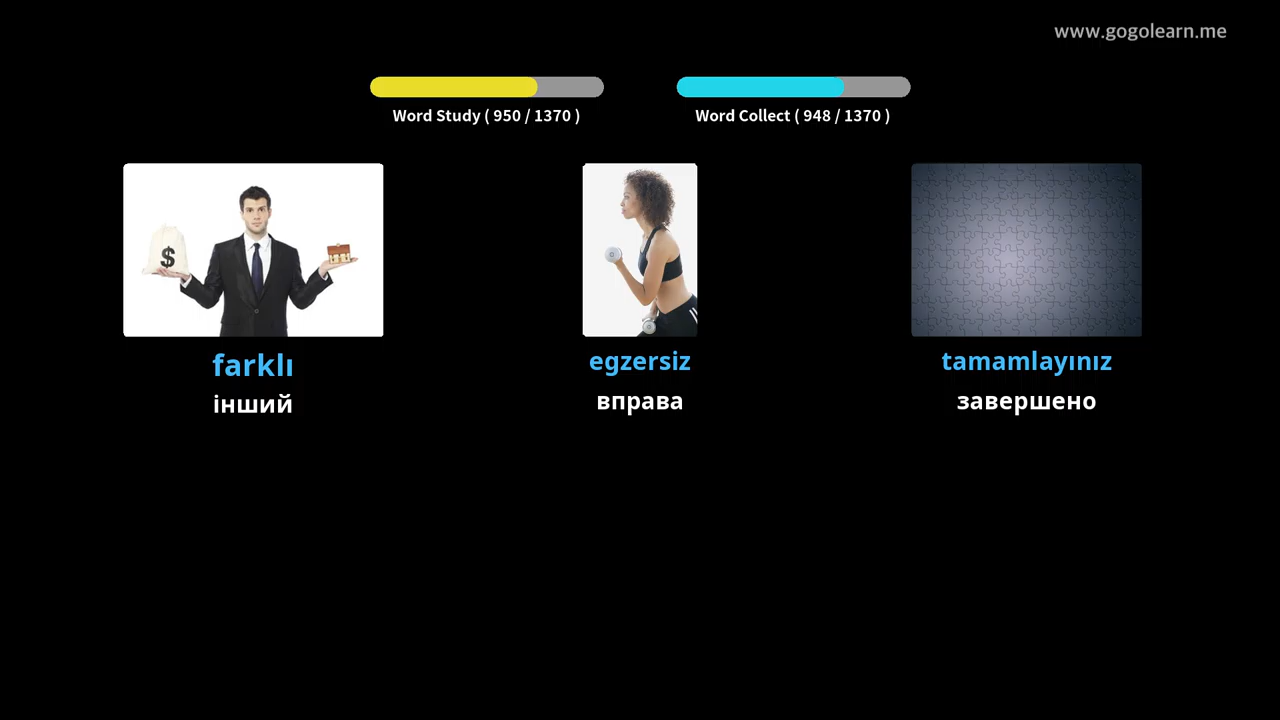 www.gogolearn.me
Word Study ( 950 / 1370 )
Word Collect ( 948 / 1370 )
$
farklı
інший
egzersiz
вправа
tamamlayınız
завершено